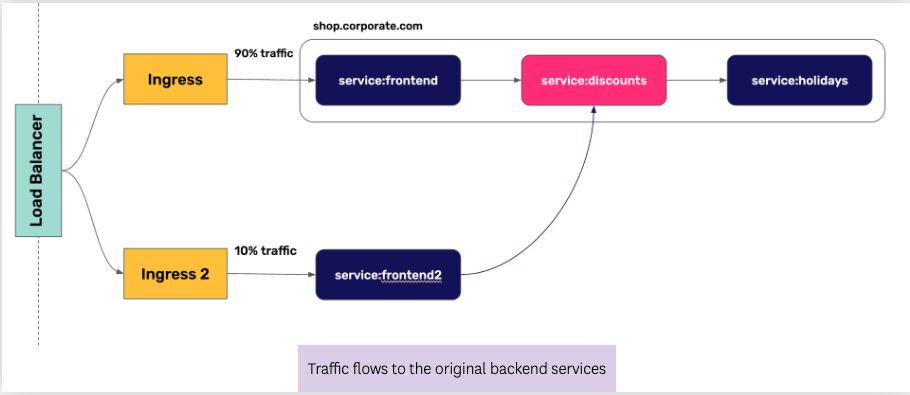 shop.corporate.com
90% traffic
Ingress
service:frontend
service:discounts
service:holidays
Load Balancer
10% traffic
Ingress 2
service:frontend2
Traffic flows to the original backend services